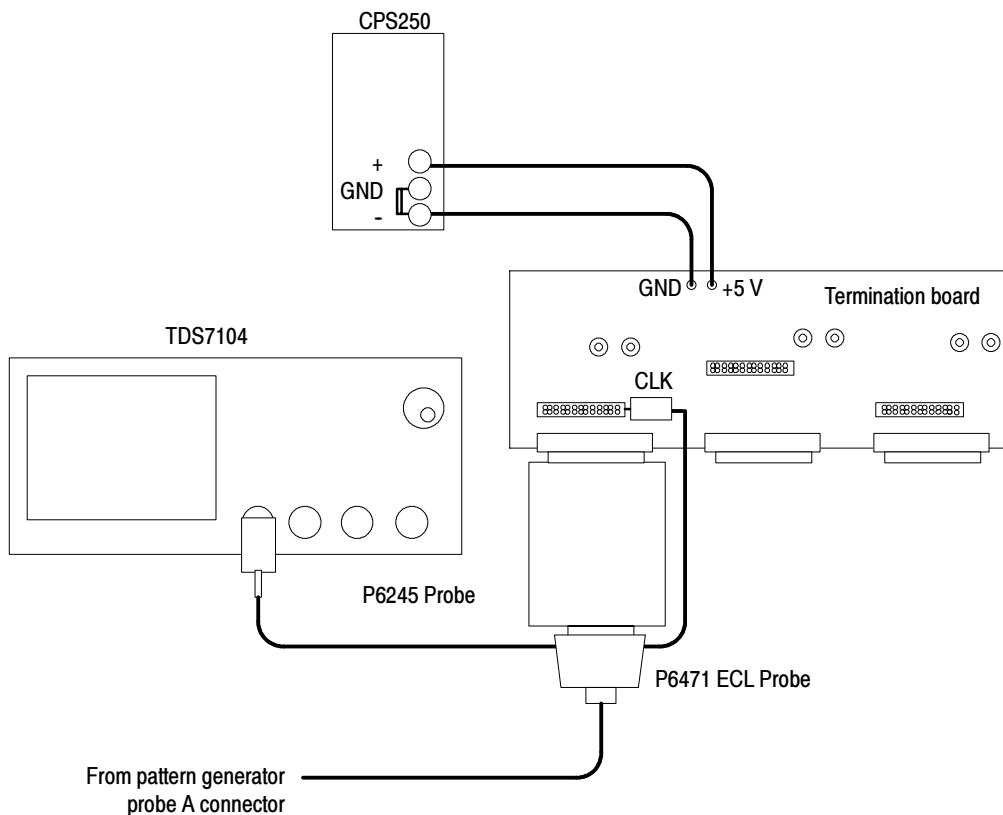 CPS250
+
GND
-
GND
+5 V
Termination board
TDS7104
CLK
P6245 Probe
P6471 ECL Probe
From pattern generator
probe A connector